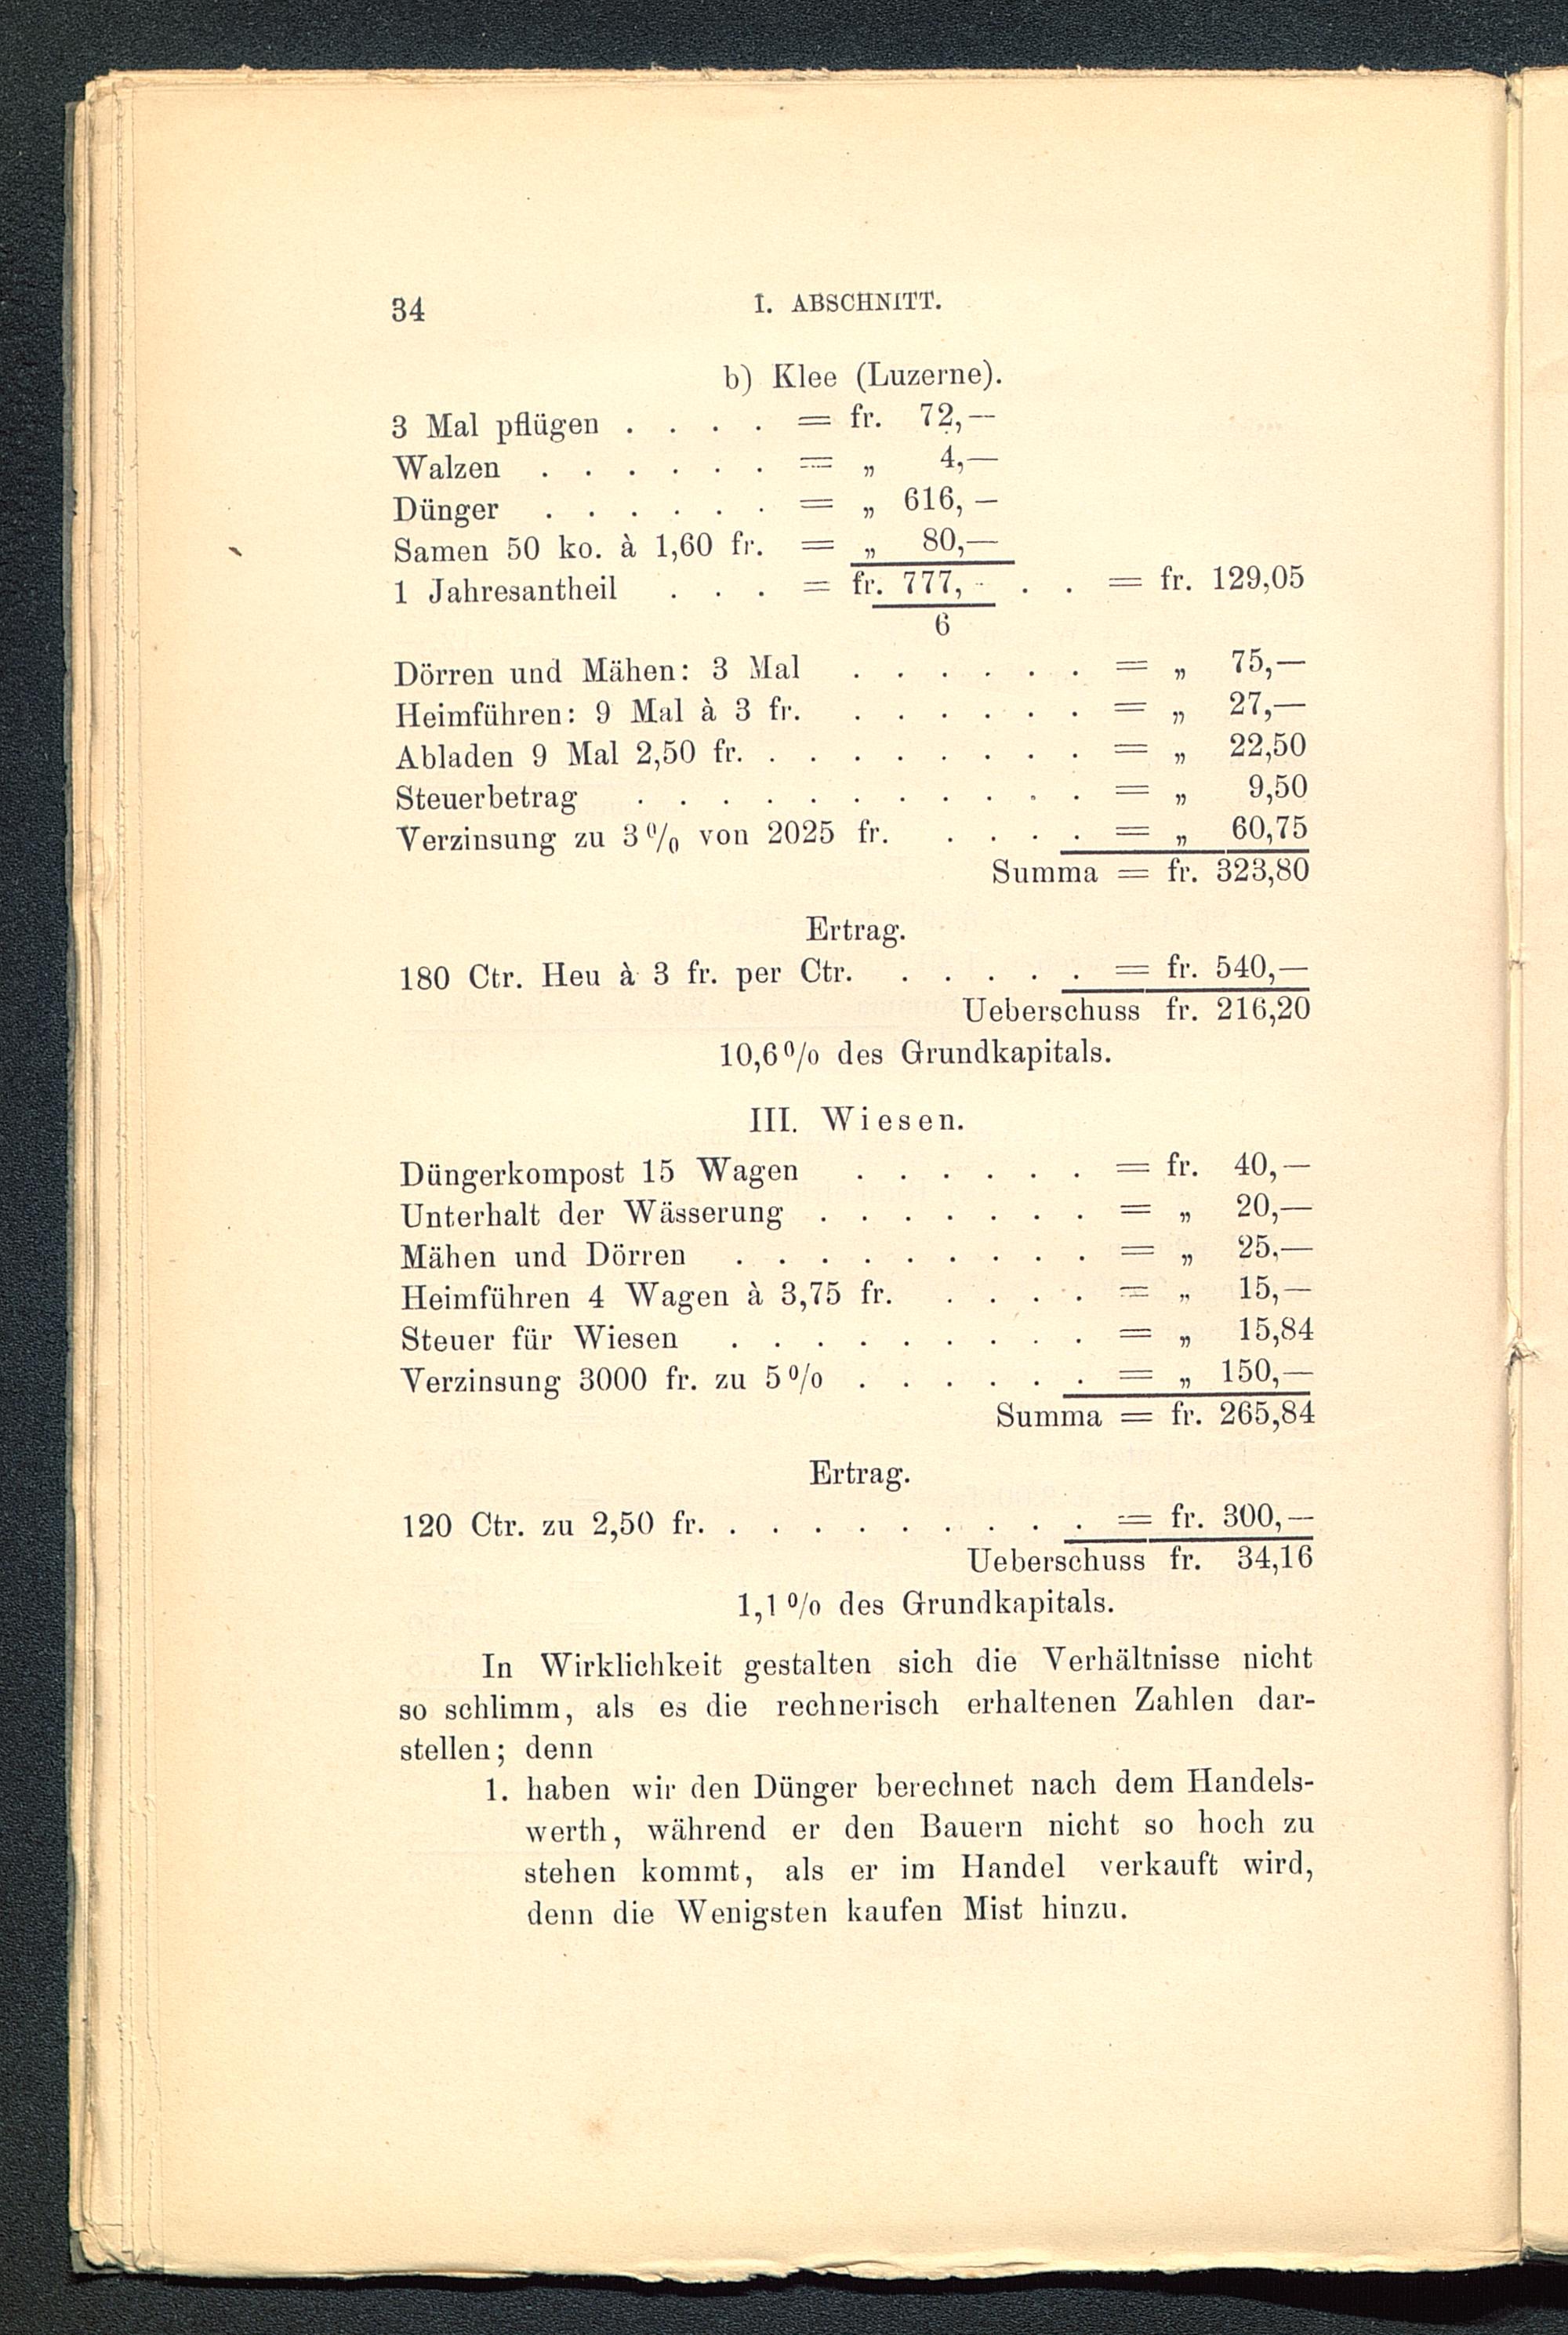 34 I. ABSCHNITT.
b) Klee (Luzerne).
3 Mal pflügen . . . . = fr. 72,—
Walzen . . . . . . = „ 4,—
Dünger . . . . . . = „ 616,—
Samen 50 ko. à 1,60 fr. = „ 80,—
1 Jahresantheil . . . = fr. 777,— . . = fr. 129,05
6
Dörren und Mähen: 3 Mal . . . . . . = „ 75,—
Heimführen: 9 Mal à 3 fr. . . . . . . = „ 27,—
Abladen 9 Mal 2,50 fr. . . . . . . . . = „ 22,50
Steuerbetrag . . . . . . . . . . . = „ 9,50
Verzinsung zu 3% von 2025 fr. . . . . = „ 60,75
Summa = fr. 323,80
Ertrag.
180 Ctr. Heu à 3 fr. per Ctr. . . . . . = fr. 540,—
Ueberschuss fr. 216,20
10,6% des Grundkapitals.
III. Wiesen.
Düngerkompost 15 Wagen . . . . . . = fr. 40,—
Unterhalt der Wässerung . . . . . . . = „ 20,—
Mähen und Dörren . . . . . . . . . = „ 25,—
Heimführen 4 Wagen à 3,75 fr. . . . . = „ 15,—
Steuer für Wiesen . . . . . . . . . = „ 15,84
Verzinsung 3000 fr. zu 5% . . . . . . = „ 150,—
Summa = fr. 265,84
Ertrag.
120 Ctr. zu 2,50 fr. . . . . . . . . . = fr. 300,—
Ueberschuss fr. 34,16
1,1% des Grundkapitals.
In Wirklichkeit gestalten sich die Verhältnisse nicht
so schlimm, als es die rechnerisch erhaltenen Zahlen dar-
stellen; denn
1. haben wir den Dünger berechnet nach dem Handels-
werth, während er den Bauern nicht so hoch zu
stehen kommt, als er im Handel verkauft wird,
denn die Wenigsten kaufen Mist hinzu.